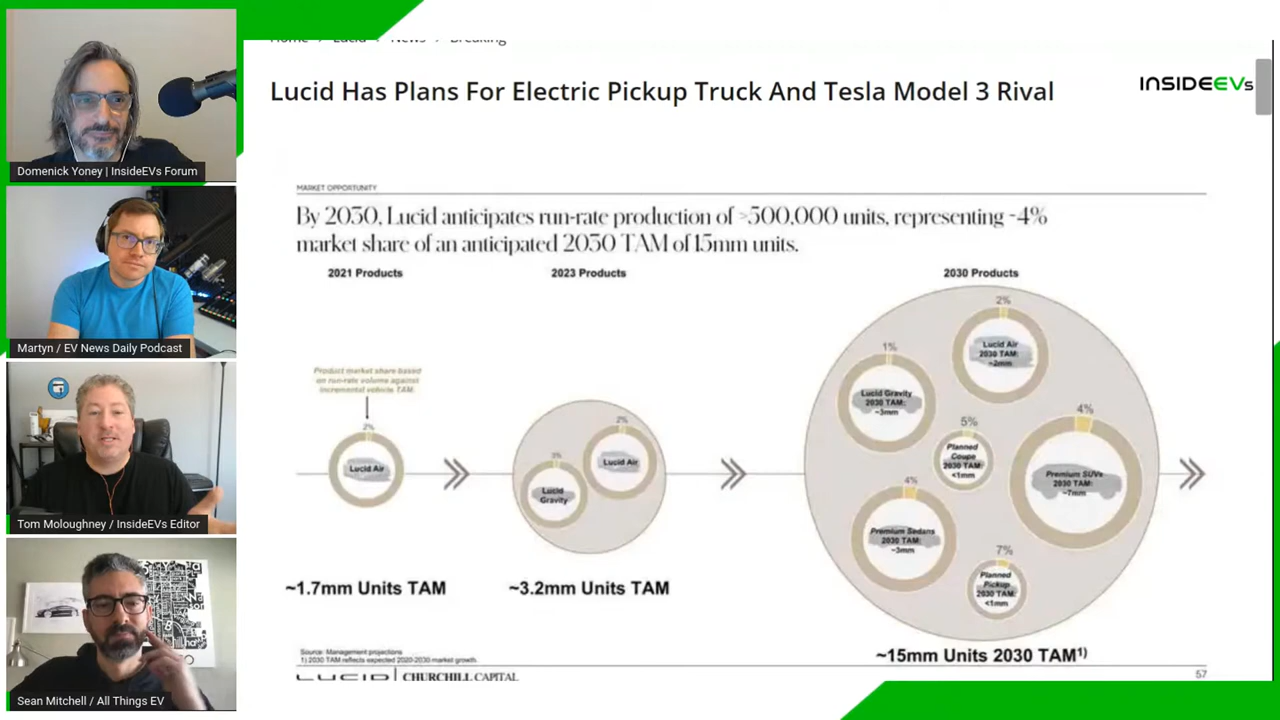 Home > Lucid > News > Breaking
Lucid Has Plans For Electric Pickup Truck And Tesla Model 3 Rival
INSIDEEVs
MARKET OPPORTUNITY
By 2030, Lucid anticipates run-rate production of >500,000 units, representing ~4%
market share of an anticipated 2030 TAM of 15mm units.
2021 Products
2023 Products
2030 Products
Product market share based
on run-rate volume against
incremental vehicle TAM.
2%
Lucid Air
3%
Lucid
Gravity
2%
Lucid Air
2%
Lucid Air
2030 TAM:
~2mm
1%
Lucid Gravity
2030 TAM:
~3mm
5%
Planned
Coupe
2030 TAM:
<1mm
4%
Premium SUVs
2030 TAM:
~7mm
4%
Premium Sedans
2030 TAM:
~3mm
7%
Planned
Pickup
2030 TAM:
<1mm
~1.7mm Units TAM
~3.2mm Units TAM
~15mm Units 2030 TAM¹⁾
Source: Management projections
1) 2030 TAM reflects expected 2020-2030 market growth.
LUCID | CHURCHILL CAPITAL
57
Domenick Yoney | InsideEVs Forum
Martyn / EV News Daily Podcast
Tom Moloughney / InsideEVs Editor
Sean Mitchell / All Things EV